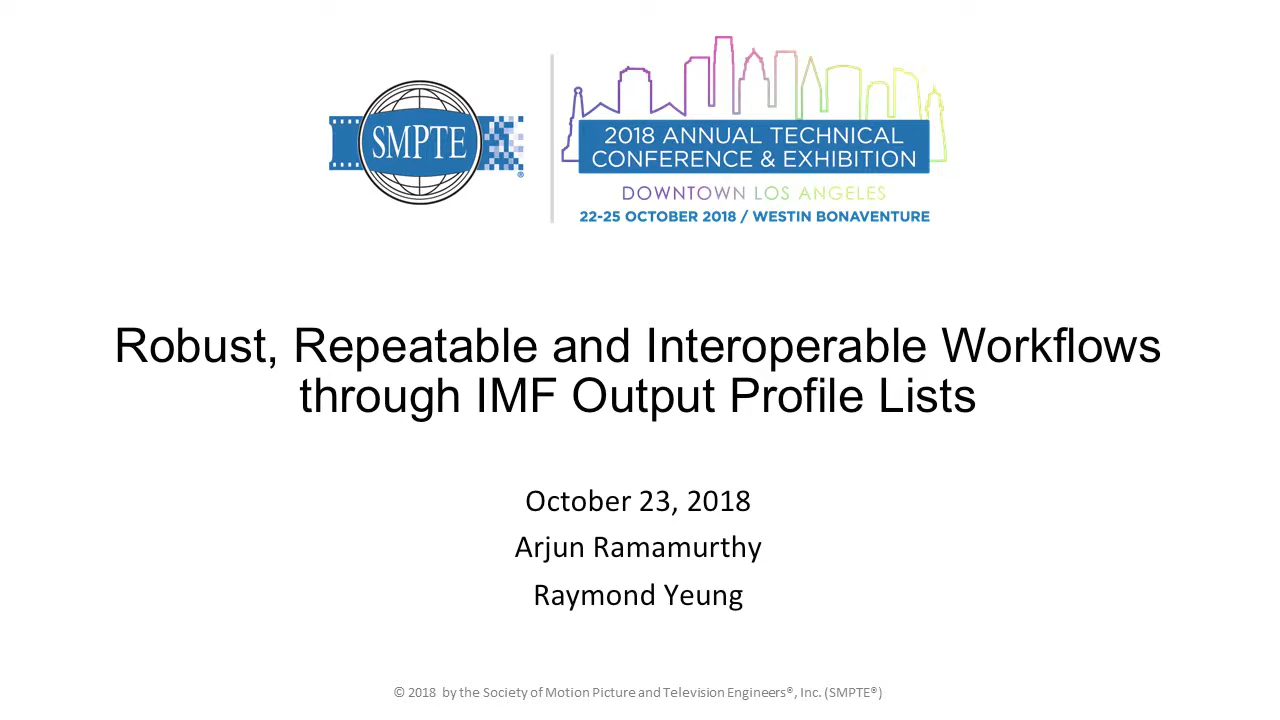 SMPTE®
2018 ANNUAL TECHNICAL
CONFERENCE & EXHIBITION
DOWNTOWN LOS ANGELES
22-25 OCTOBER 2018 / WESTIN BONAVENTURE
Robust, Repeatable and Interoperable Workflows
through IMF Output Profile Lists
October 23, 2018
Arjun Ramamurthy
Raymond Yeung
© 2018 by the Society of Motion Picture and Television Engineers®, Inc. (SMPTE®)